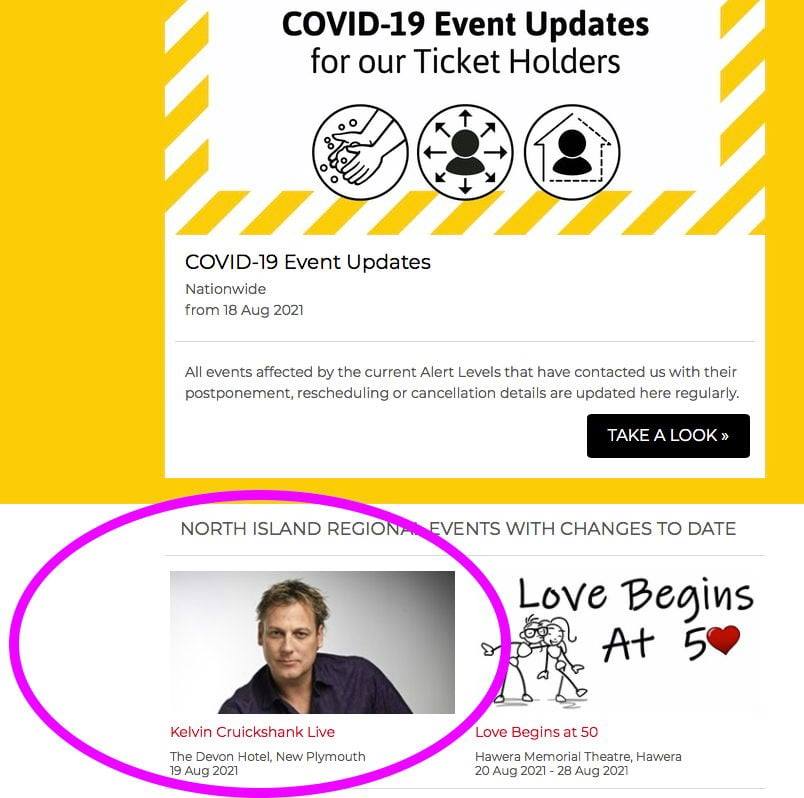 COVID-19 Event Updates
for our Ticket Holders
COVID-19 Event Updates
Nationwide
from 18 Aug 2021
All events affected by the current Alert Levels that have contacted us with their
postponement, rescheduling or cancellation details are updated here regularly.
TAKE A LOOK »
NORTH ISLAND REGIONAL EVENTS WITH CHANGES TO DATE
Love Begins
At 50
Kelvin Cruickshank Live
The Devon Hotel, New Plymouth
19 Aug 2021
Love Begins at 50
Hawera Memorial Theatre, Hawera
20 Aug 2021 - 28 Aug 2021